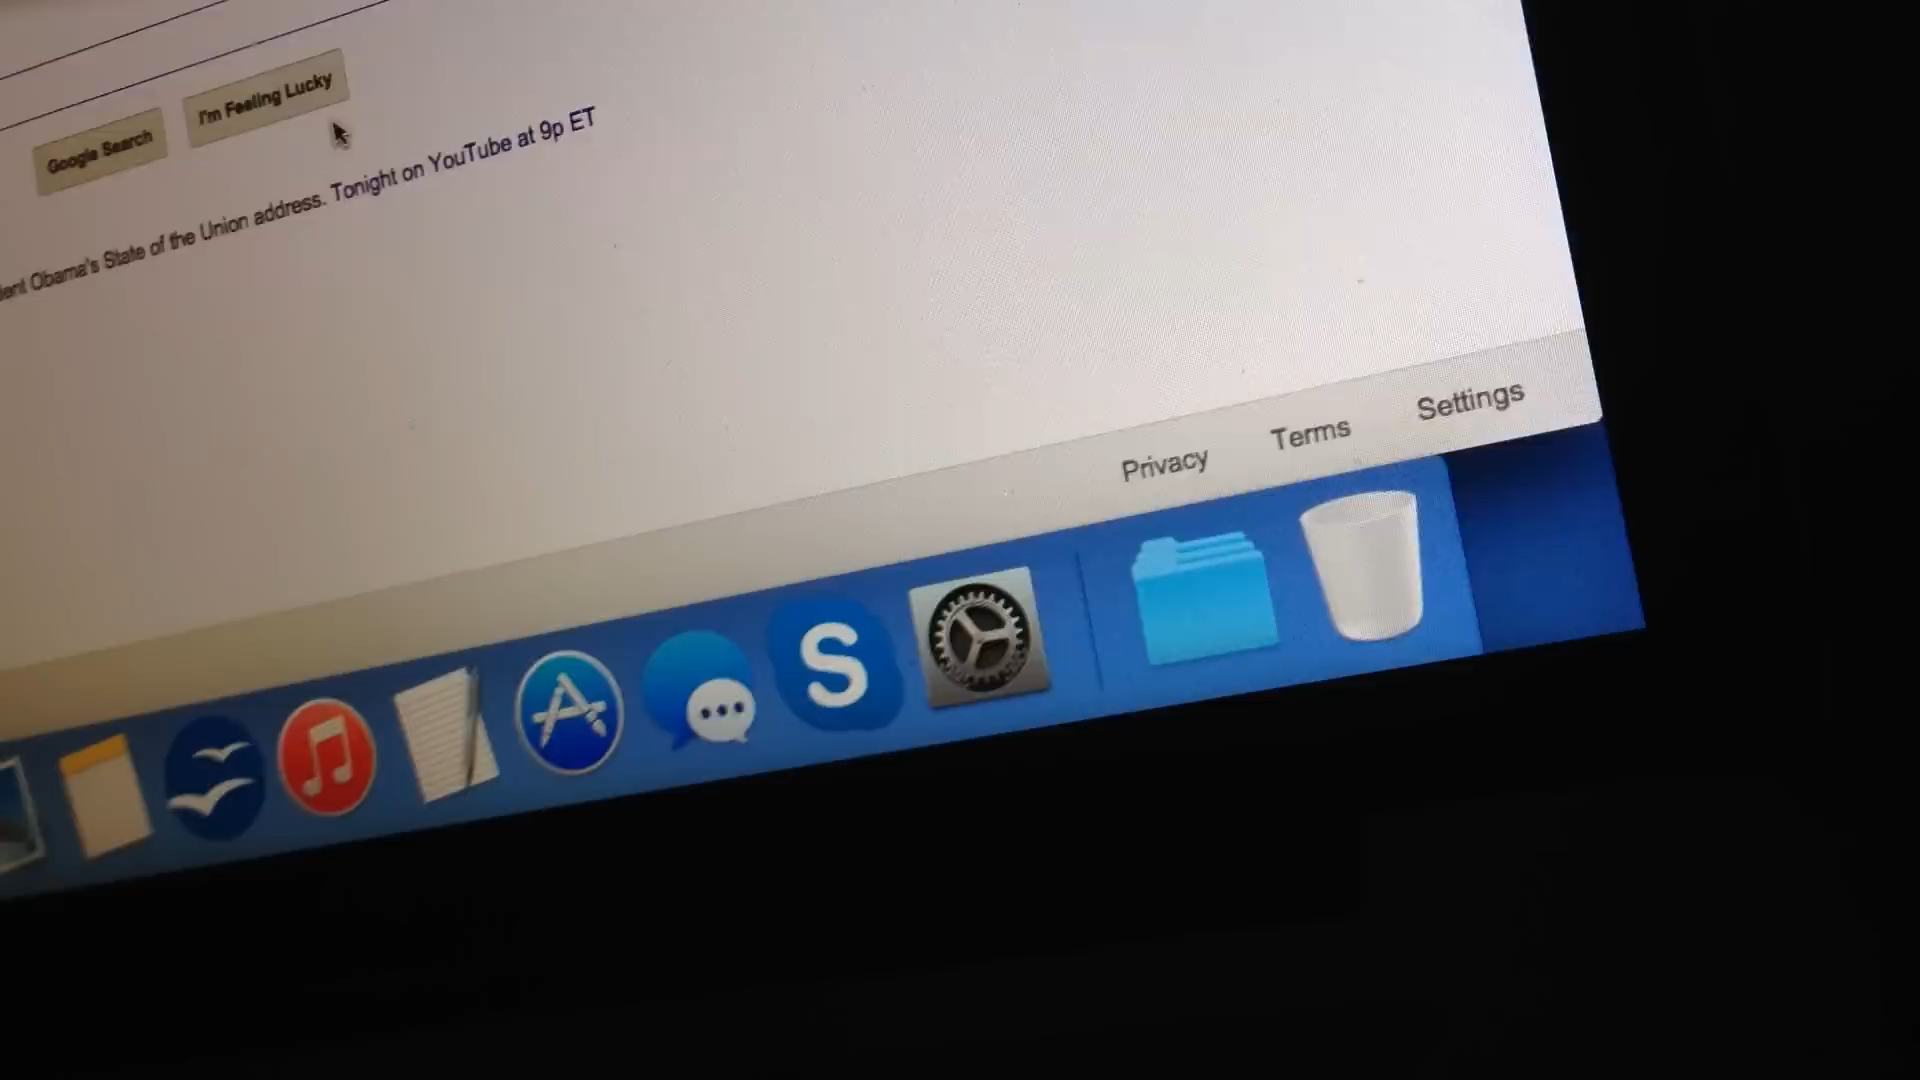 Google Search I'm Feeling Lucky
Obama's State of the Union address. Tonight on YouTube at 9p ET
Privacy Terms Settings
S